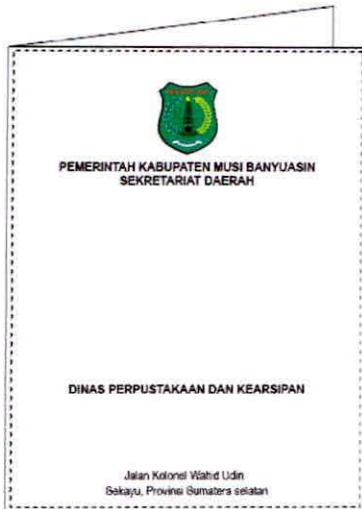 PEMERINTAH KABUPATEN MUSI BANYUASIN
SEKRETARIAT DAERAH
DINAS PERPUSTAKAAN DAN KEARSIPAN
Jalan Kolonel Wahid Udin
Sekayu, Provinsi Sumatera selatan